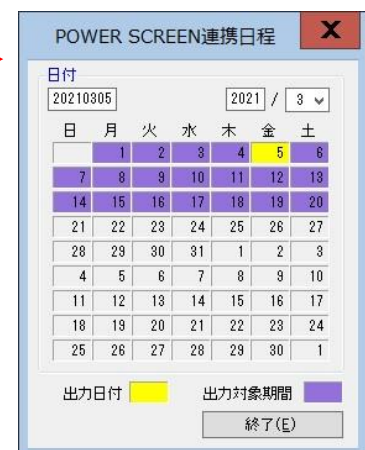 POWER SCREEN連携日程 X
日付
20210305 2021 / 3
日 月 火 水 木 金 土
1 2 3 4 5 6
7 8 9 10 11 12 13
14 15 16 17 18 19 20
21 22 23 24 25 26 27
28 29 30 31 1 2 3
4 5 6 7 8 9 10
11 12 13 14 15 16 17
18 19 20 21 22 23 24
25 26 27 28 29 30 1
出力日付 出力対象期間
終了(E)